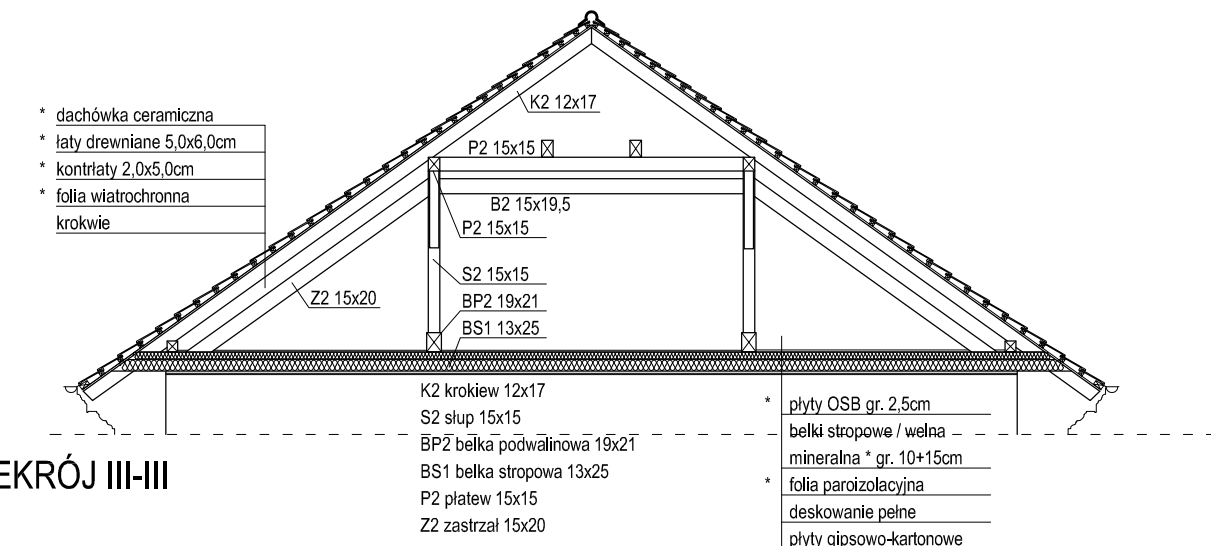 * dachówka ceramiczna
* łaty drewniane 5,0x6,0cm
* kontrłaty 2,0x5,0cm
* folia wiatrochronna
krokwie
K2 12x17
P2 15x15
B2 15x19,5
P2 15x15
S2 15x15
Z2 15x20
BP2 19x21
BS1 13x25
K2 krokiew 12x17
S2 słup 15x15
BP2 belka podwalinowa 19x21
BS1 belka stropowa 13x25
P2 płatew 15x15
Z2 zastrzał 15x20
* płyty OSB gr. 2,5cm
belki stropowe / wełna
mineralna * gr. 10+15cm
* folia paroizolacyjna
deskowanie pełne
płyty gipsowo-kartonowe
EKRÓJ III-III